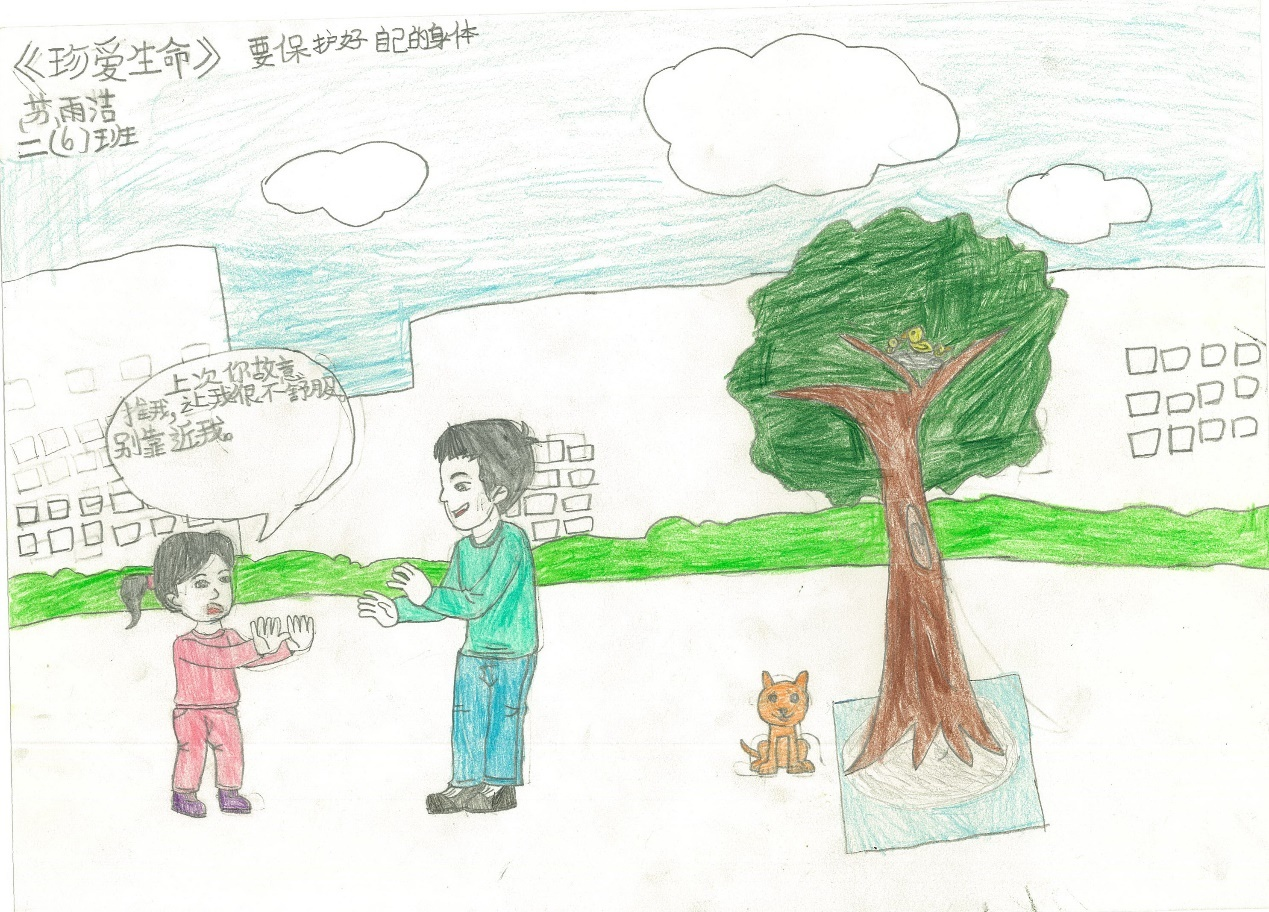 《珍爱生命》 要保护好自己的身体
苏雨洁
二(6)班
上次你故意
推我，让我很不舒服。
别靠近我。